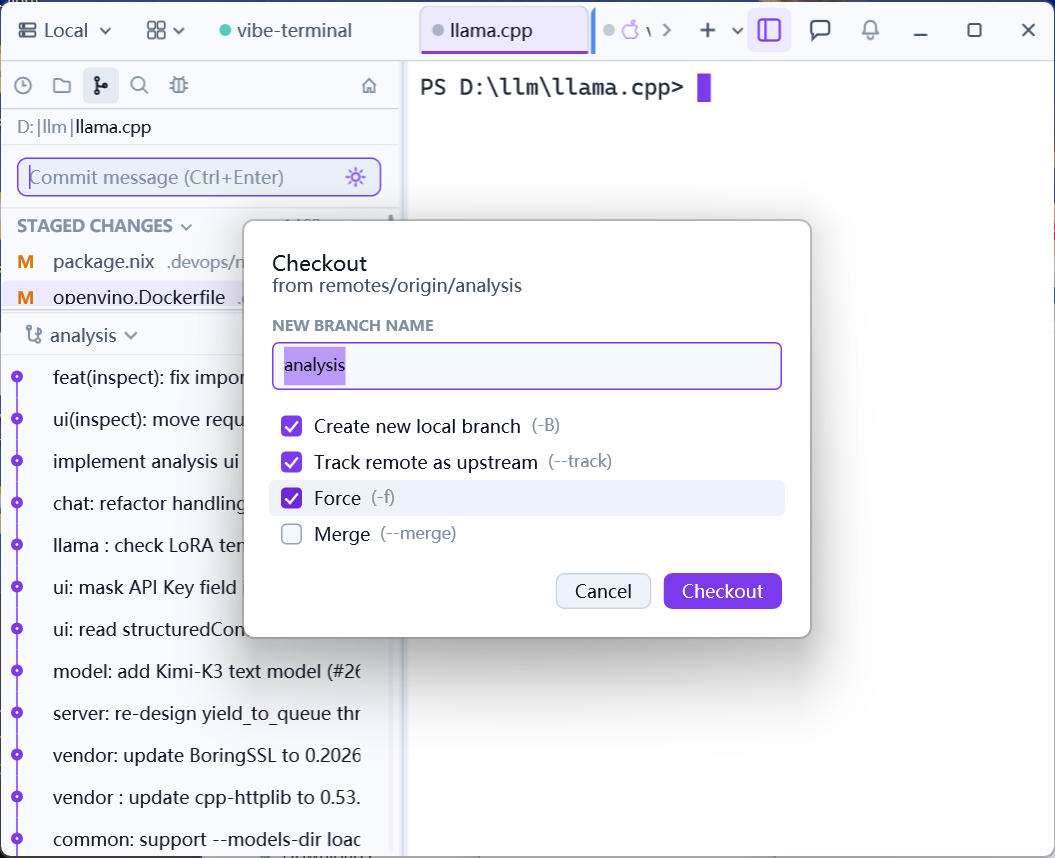 Local
vibe-terminal
llama.cpp
PS D:\llm\llama.cpp>
D:|llm|llama.cpp
Commit message (Ctrl+Enter)
STAGED CHANGES
M package.nix .devops/n
M openvino.Dockerfile
analysis
feat(inspect): fix impor
ui(inspect): move requ
implement analysis ui
chat: refactor handling
llama : check LoRA ten
ui: mask API Key field
ui: read structuredCon
model: add Kimi-K3 text model (#26
server: re-design yield_to_queue thr
vendor: update BoringSSL to 0.2026
vendor : update cpp-httplib to 0.53.
common: support --models-dir load
Checkout
from remotes/origin/analysis
NEW BRANCH NAME
analysis
Create new local branch (-B)
Track remote as upstream (--track)
Force (-f)
Merge (--merge)
Cancel
Checkout